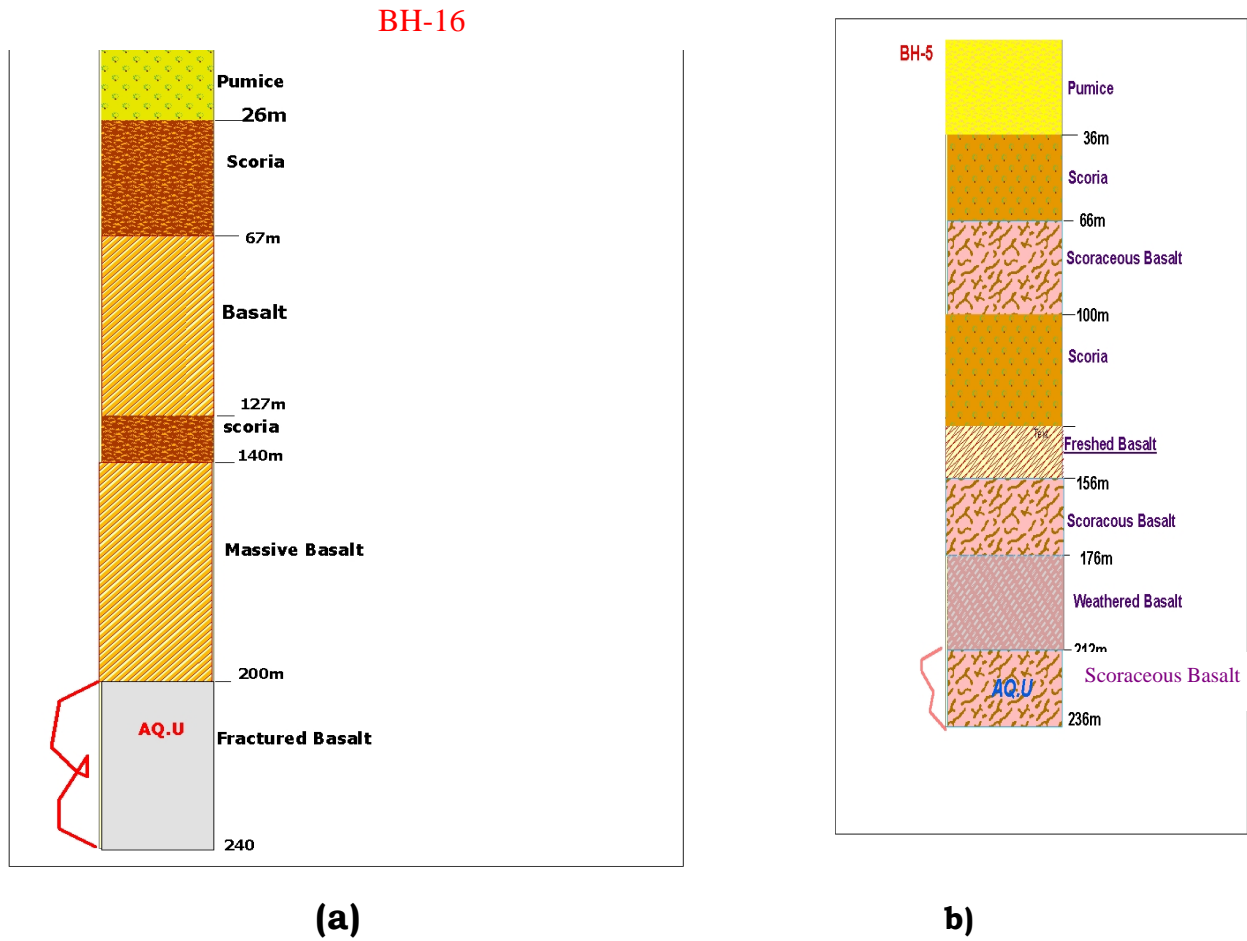 BH-16
Pumice
26m
Scoria
67m
Basalt
127m
scoria
140m
Massive Basalt
200m
AQ.U
Fractured Basalt
240
(a)
BH-5
Pumice
36m
Scoria
66m
Scoraceous Basalt
100m
Scoria
Text
Freshed Basalt
156m
Scoracous Basalt
176m
Weathered Basalt
212m
Scoraceous Basalt
AQ.U
236m
b)